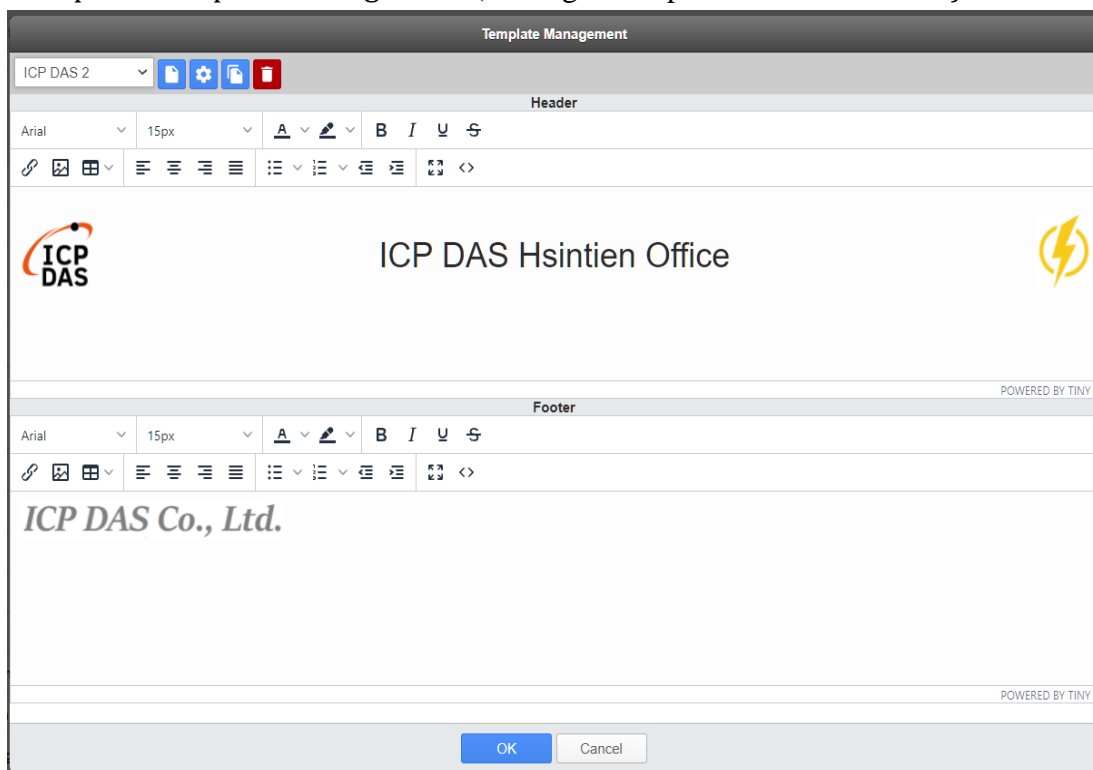 Template Management
ICP DAS 2
Header
Arial 15px A B I U S
ICP
DAS
ICP DAS Hsintien Office
POWERED BY TINY
Footer
Arial 15px A B I U S
ICP DAS Co., Ltd.
POWERED BY TINY
OK Cancel